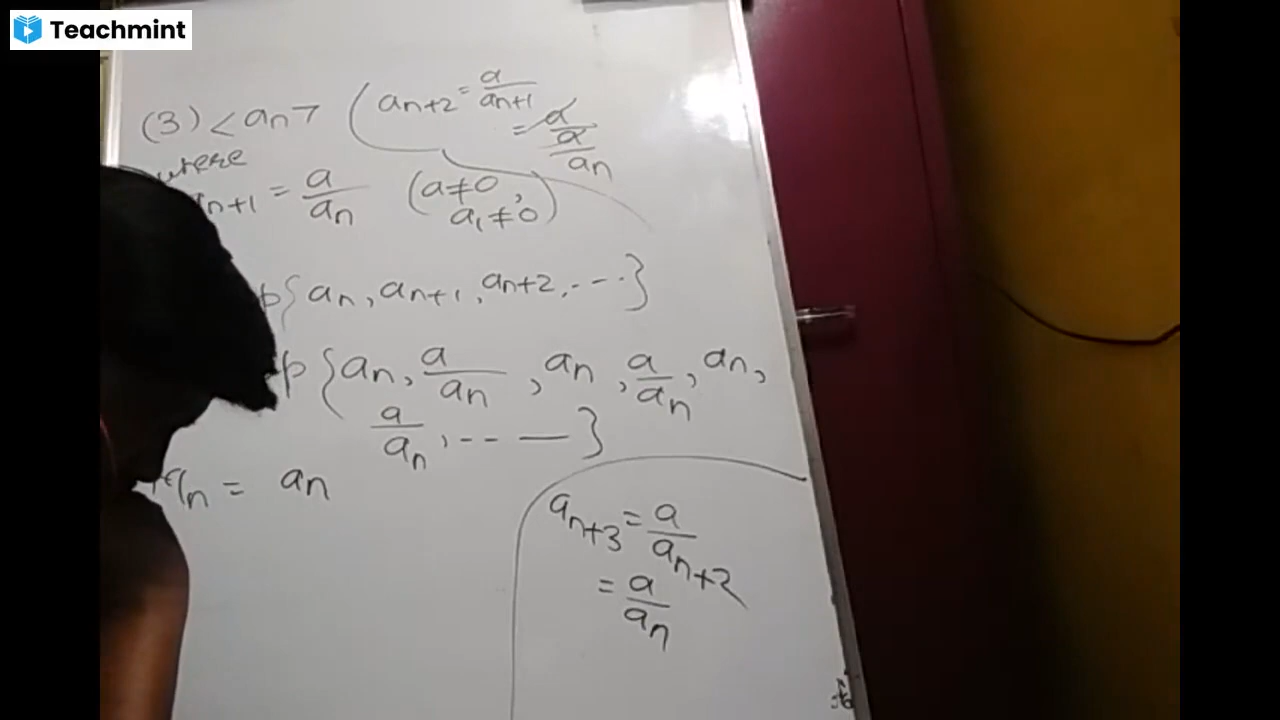 Teachmint
(3) <an> (an+2 = a/an+1
= a/(a/an)
where
n+1 = a/an (a≠0, a1≠0)
p{an, an+1, an+2, ---}
p{an, a/an, an, a/an, an,
a/an, --- —}
n = an
an+3 = a/an+2
= a/an